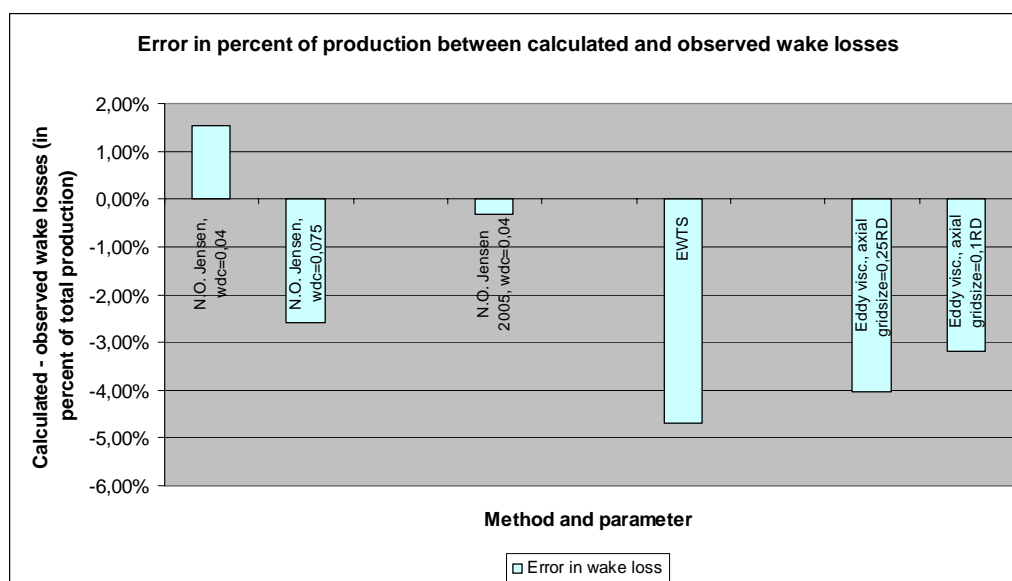 Error in percent of production between calculated and observed wake losses
Calculated - observed wake losses (in
percent of total production)
2,00%
1,00%
0,00%
-1,00%
-2,00%
-3,00%
-4,00%
-5,00%
-6,00%
N.O. Jensen,
wdc=0,04
N.O. Jensen,
wdc=0,075
N.O. Jensen
2005, wdc=0,04
EWTS
Eddy visc., axial
gridsize=0,25RD
Eddy visc., axial
gridsize=0,1RD
Method and parameter
Error in wake loss